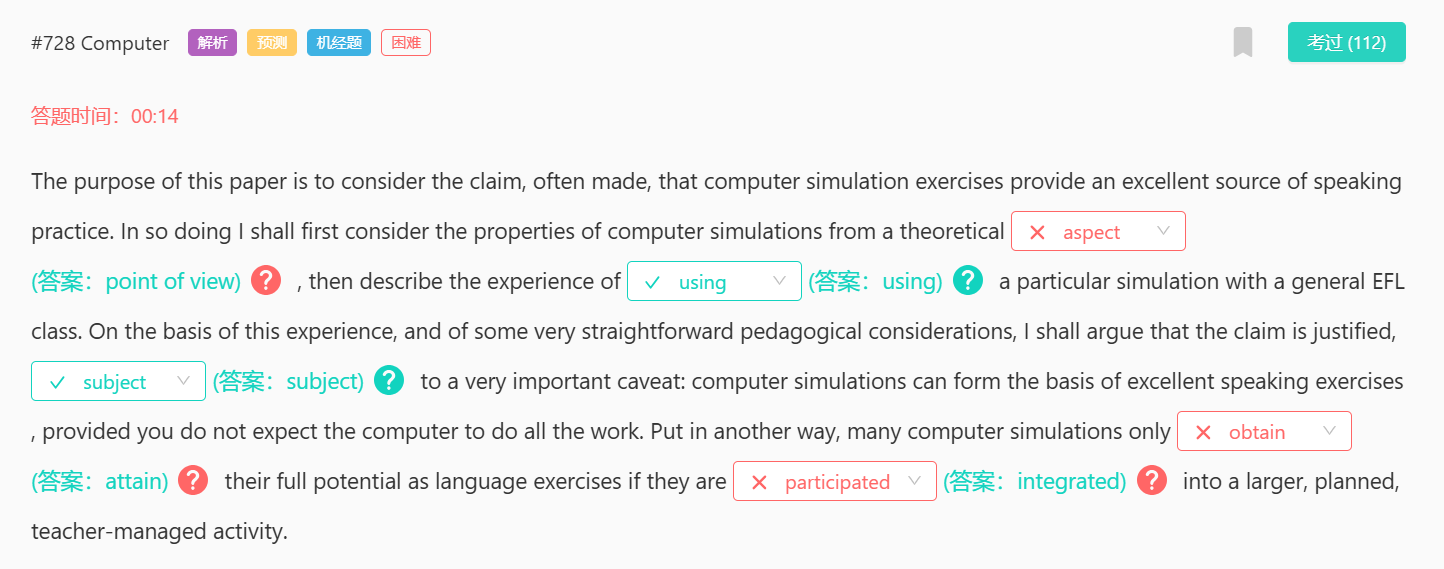 #728 Computer 解析 预测 机经题 困难 考过 (112)
答题时间：00:14
The purpose of this paper is to consider the claim, often made, that computer simulation exercises provide an excellent source of speaking
practice. In so doing I shall first consider the properties of computer simulations from a theoretical aspect
(答案：point of view) ? , then describe the experience of using (答案：using) ? a particular simulation with a general EFL
class. On the basis of this experience, and of some very straightforward pedagogical considerations, I shall argue that the claim is justified,
subject (答案：subject) ? to a very important caveat: computer simulations can form the basis of excellent speaking exercises
, provided you do not expect the computer to do all the work. Put in another way, many computer simulations only obtain
(答案：attain) ? their full potential as language exercises if they are participated (答案：integrated) ? into a larger, planned,
teacher-managed activity.